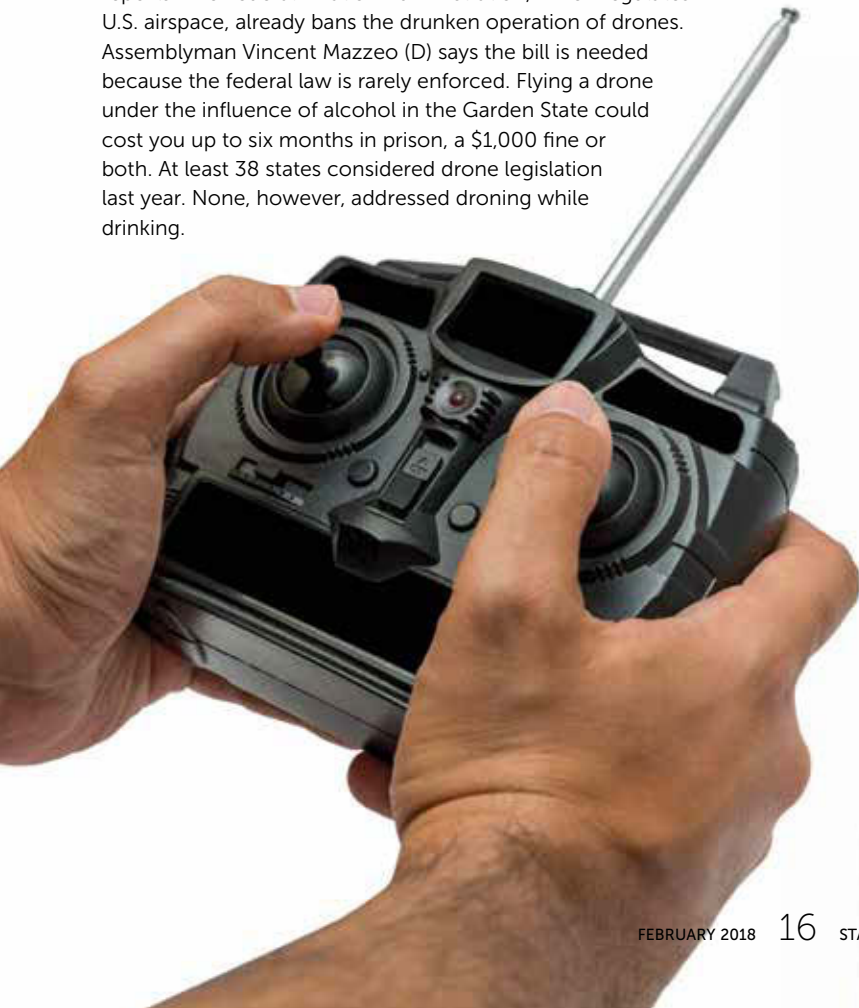 U.S. airspace, already bans the drunken operation of drones.
Assemblyman Vincent Mazzeo (D) says the bill is needed
because the federal law is rarely enforced. Flying a drone
under the influence of alcohol in the Garden State could
cost you up to six months in prison, a $1,000 fine or
both. At least 38 states considered drone legislation
last year. None, however, addressed droning while
drinking.
FEBRUARY 2018 16 STA